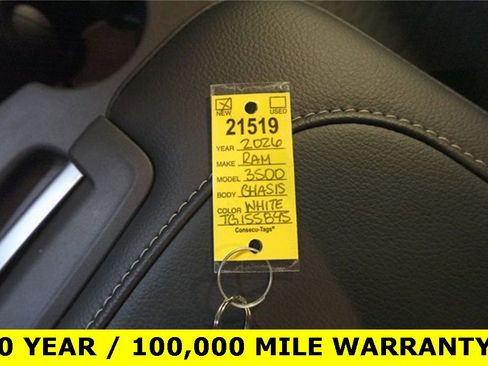 NEW USED
21519
YEAR 2026
MAKE RAM
MODEL 3500
BODY CHASIS
COLOR WHITE
TG155845
Consecu-Tags®
0 YEAR / 100,000 MILE WARRANTY